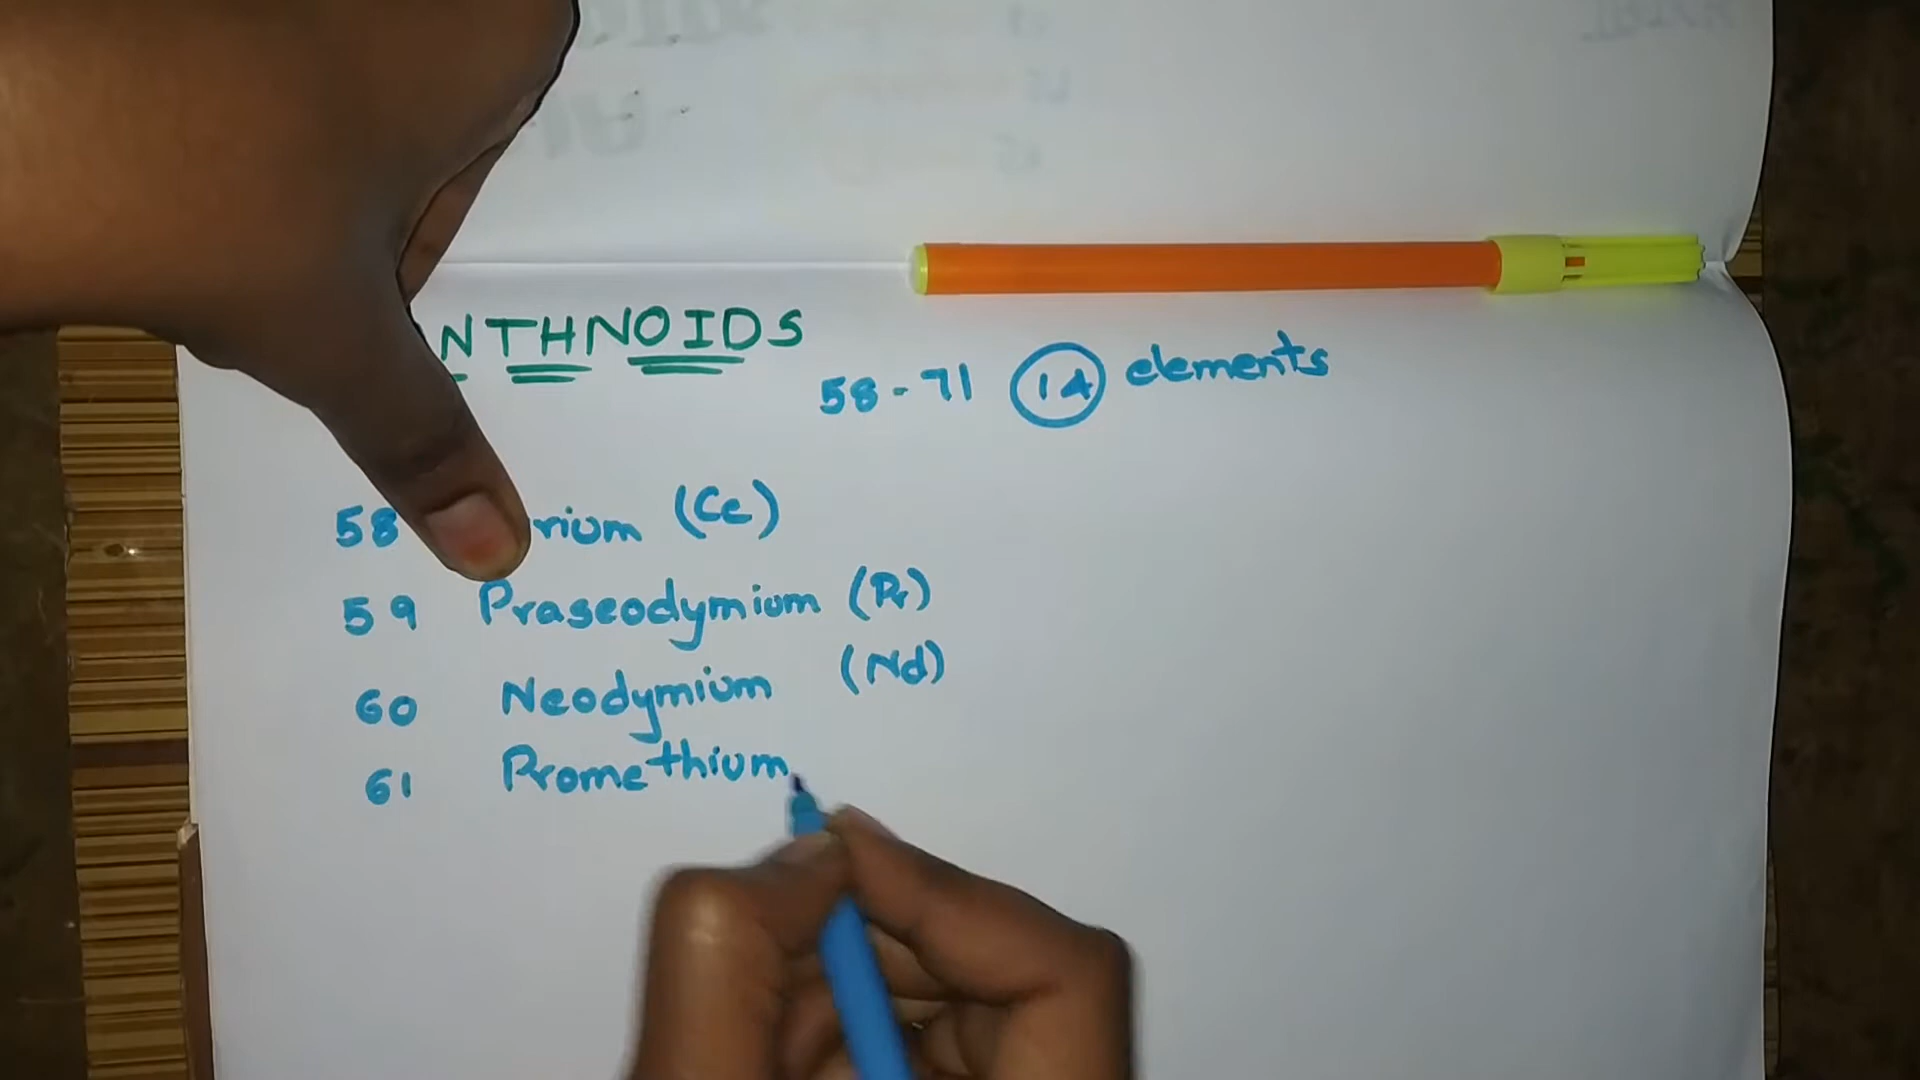 NTHNOIDS
58-71 14 elements
58 rium (Ce)
59 Praseodymium (Pr)
60 Neodymium (Nd)
61 Promethium